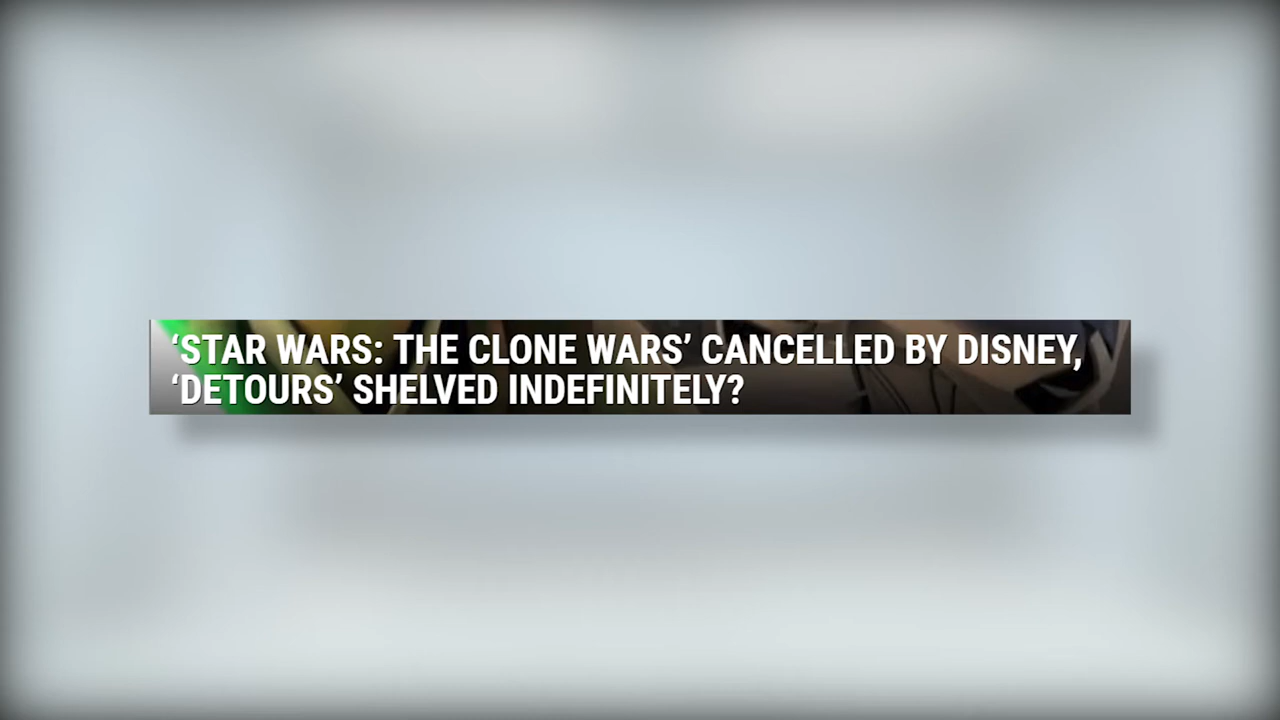 ‘STAR WARS: THE CLONE WARS’ CANCELLED BY DISNEY,
‘DETOURS’ SHELVED INDEFINITELY?